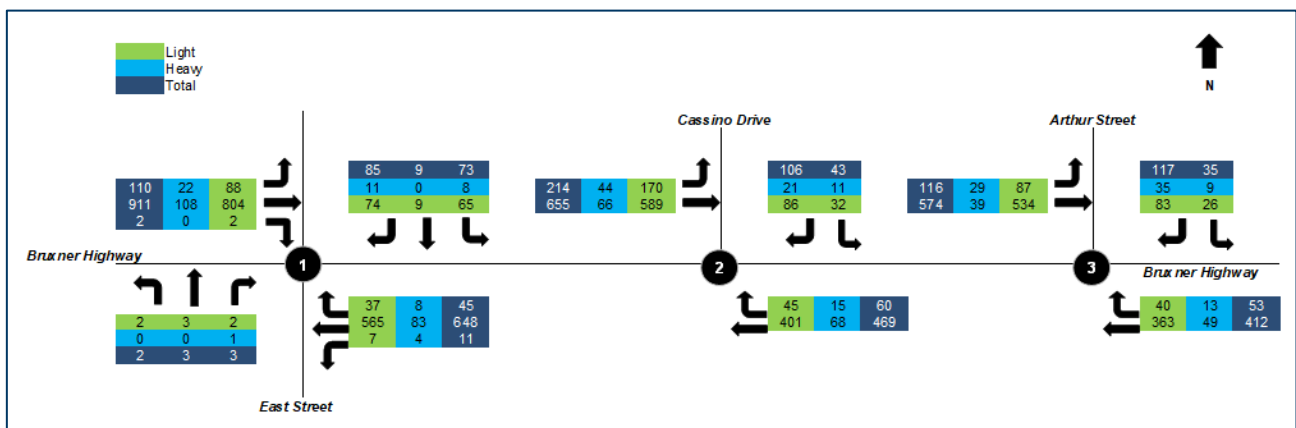 Light
Heavy
Total
N
Cassino Drive
Arthur Street
85 9 73
11 0 8
74 9 65
106 43
21 11
86 32
117 35
35 9
83 26
110 22 88
911 108 804
2 0 2
214 44 170
655 66 589
116 29 87
574 39 534
Bruxner Highway
1
2
3
Bruxner Highway
37 8 45
565 83 648
7 4 11
45 15 60
401 68 469
40 13 53
363 49 412
2 3 2
0 0 1
2 3 3
East Street